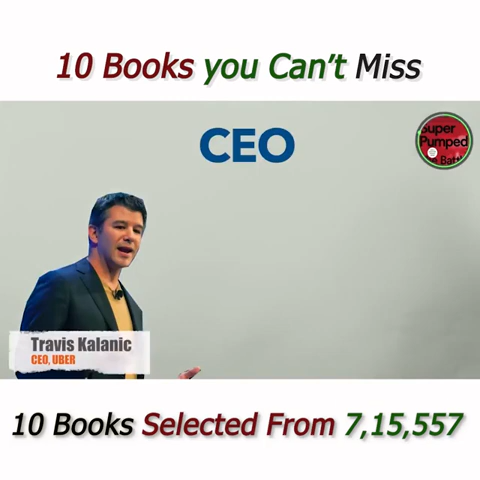 10 Books you Can't Miss
CEO
Super
Pumped
e Battl
Travis Kalanic
CEO, UBER
10 Books Selected From 7,15,557